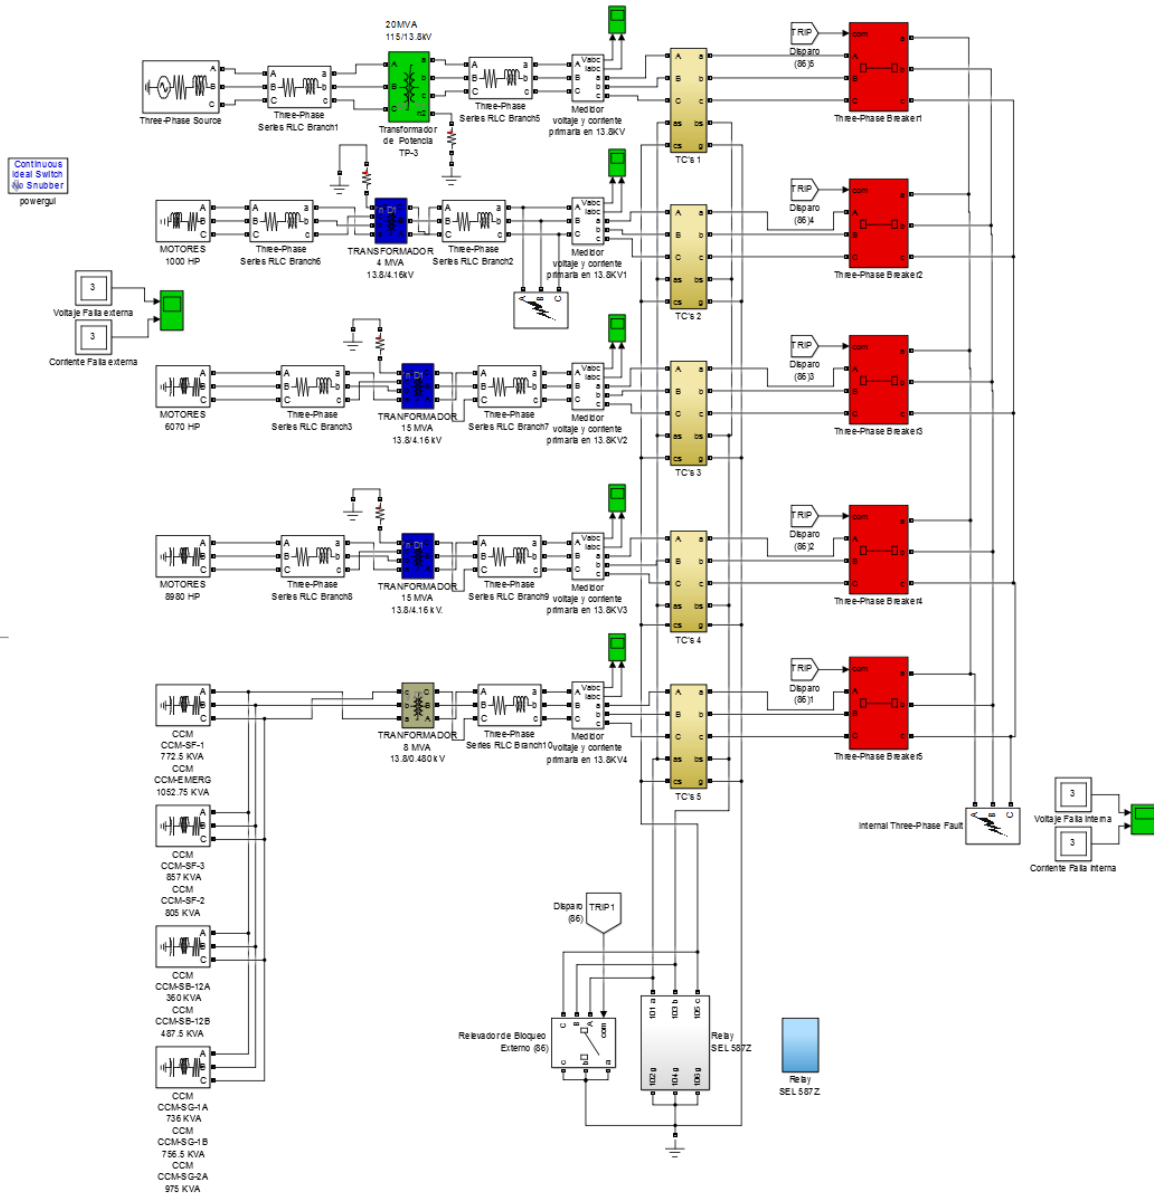 20MVA
115/13.8kV
Three-Phase Source
Three-Phase
Series RLC Branch1
Transformador
de Potencia
TP-3
Three-Phase
Series RLC Branch5
Medidor
voltaje y corriente
primaria en 13.8KV
TC's 1
TRIP
Disparo
(86)5
Three-Phase Breaker1
Continuous
Ideal Switch
No Snubber
powergui
MOTORES
1000 HP
Three-Phase
Series RLC Branch6
TRANSFORMADOR
4 MVA
13.8/4.16kV
Three-Phase
Series RLC Branch2
Medidor
voltaje y corriente
primaria en 13.8KV1
TC's 2
TRIP
Disparo
(86)4
Three-Phase Breaker2
3
Voltaje Falla externa
3
Corriente Falla externa
MOTORES
6070 HP
Three-Phase
Series RLC Branch3
TRANFORMADOR
15 MVA
13.8/4.16 kV
Three-Phase
Series RLC Branch7
Medidor
voltaje y corriente
primaria en 13.8KV2
TC's 3
TRIP
Disparo
(86)3
Three-Phase Breaker3
MOTORES
8980 HP
Three-Phase
Series RLC Branch8
TRANFORMADOR
15 MVA
13.8/4.16 kV.
Three-Phase
Series RLC Branch9
Medidor
voltaje y corriente
primaria en 13.8KV3
TC's 4
TRIP
Disparo
(86)2
Three-Phase Breaker4
CCM
CCM-SF-1
772.5 KVA
CCM
CCM-EMERG
1052.75 KVA
TRANFORMADOR
8 MVA
13.8/0.480 kV
Three-Phase
Series RLC Branch10
Medidor
voltaje y corriente
primaria en 13.8KV4
TC's 5
TRIP
Disparo
(86)1
Three-Phase Breaker5
CCM
CCM-SF-3
857 KVA
CCM
CCM-SF-2
805 KVA
Internal Three-Phase Fault
3
Voltaje Falla Interna
3
Corriente Falla Interna
CCM
CCM-SB-12A
360 KVA
CCM
CCM-SB-12B
487.5 KVA
Disparo
(86)
TRIP1
Relevador de Bloqueo
Externo (86)
Relay
SEL 587Z
Relay
SEL 587Z
CCM
CCM-SG-1A
736 KVA
CCM
CCM-SG-1B
756.5 KVA
CCM
CCM-SG-2A
975 KVA